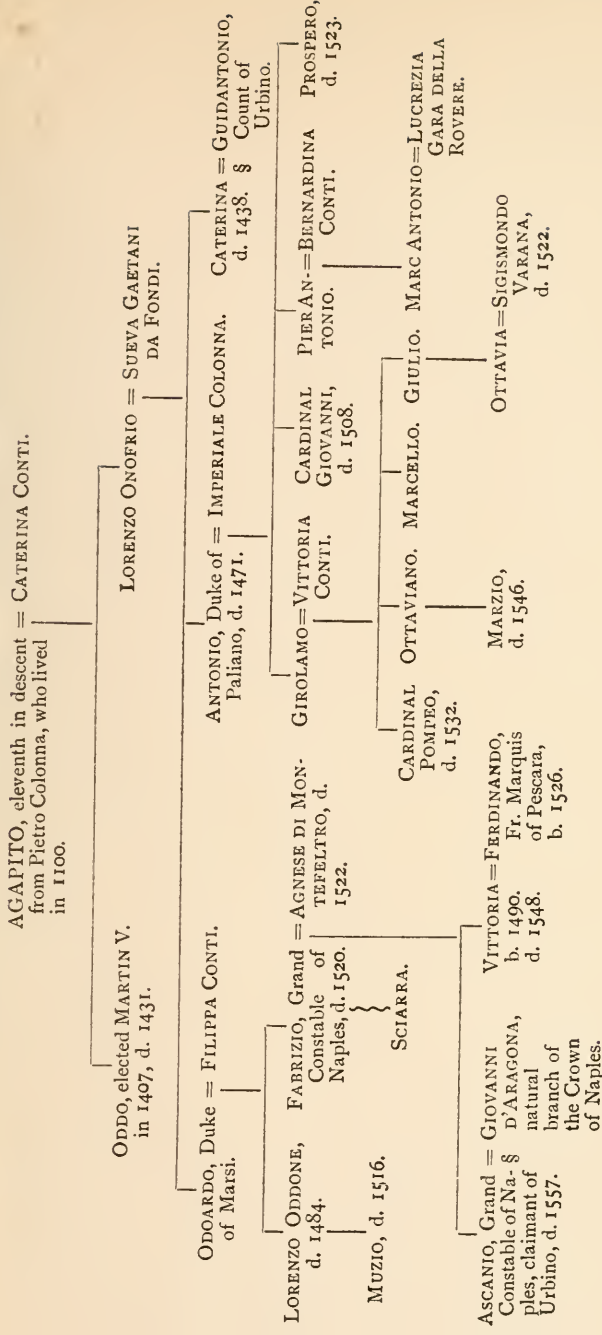 AGAPITO, eleventh in descent = CATERINA CONTI.
from Pietro Colonna, who lived
in 1100.
ODDO, elected MARTIN V.
in 1407, d. 1431.
LORENZO ONOFRIO = SUEVA GAETANI
DA FONDI.
ODOARDO, Duke = FILIPPA CONTI.
of Marsi.
ANTONIO, Duke of = IMPERIALE COLONNA.
Paliano, d. 1471.
CATERINA = GUIDANTONIO,
d. 1438. § Count of
Urbino.
LORENZO ODDONE,
d. 1484.
FABRIZIO, Grand = AGNESE DI MON-
Constable of TEFELTRO, d.
Naples, d. 1520. 1522.
GIROLAMO = VITTORIA
CONTI.
CARDINAL
GIOVANNI,
d. 1508.
PIER AN- = BERNARDINA
TONIO. CONTI.
PROSPERO,
d. 1523.
MUZIO, d. 1516.
SCIARRA.
CARDINAL
POMPEO,
d. 1532.
OTTAVIANO. MARCELLO. GIULIO. MARC ANTONIO = LUCREZIA
GARA DELLA
ROVERE.
ASCANIO, Grand = GIOVANNI
Constable of Na- § D'ARAGONA,
ples, claimant of natural
Urbino, d. 1557. branch of
the Crown
of Naples.
VITTORIA = FERDINANDO,
b. 1490. Fr. Marquis
d. 1548. of Pescara,
b. 1526.
MARZIO,
d. 1546.
OTTAVIA = SIGISMONDO
VARANA,
d. 1522.